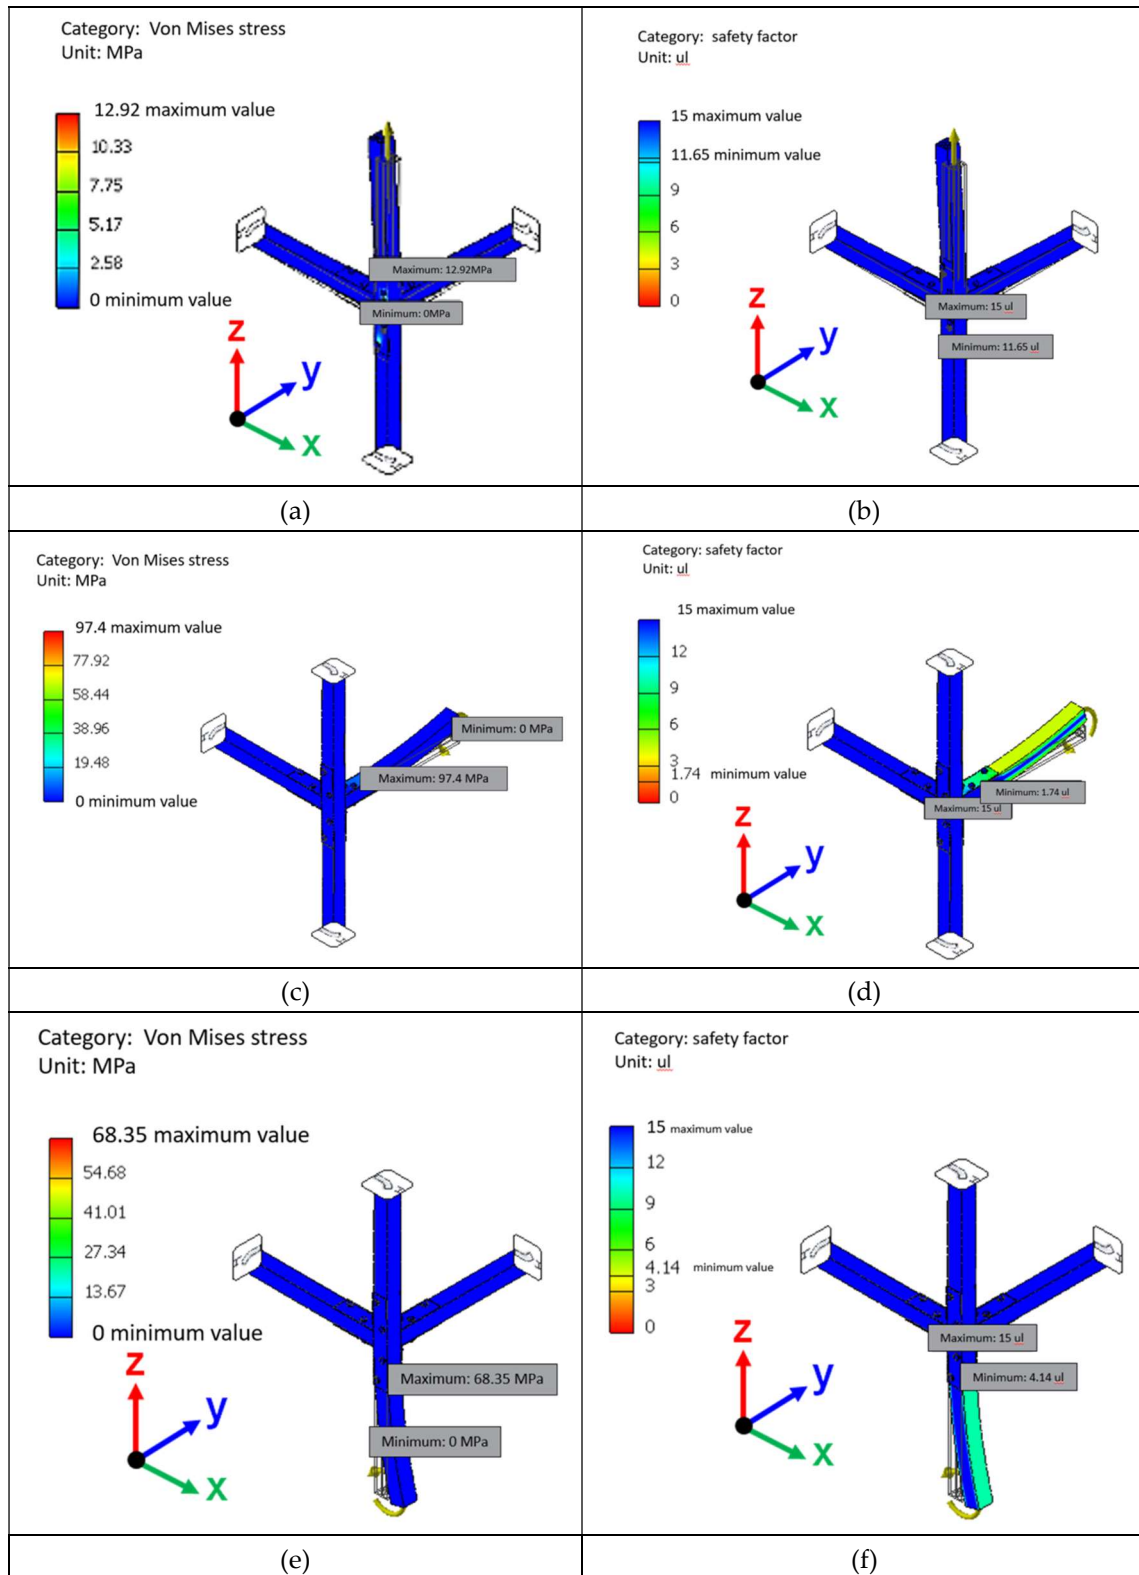 Category:  Von Mises stress
Unit: MPa
12.92 maximum value
10.33
7.75
5.17
2.58
0 minimum value
Maximum: 12.92MPa
Minimum: 0MPa
z
y
x
(a)
Category:  safety factor
Unit: ul
15 maximum value
11.65 minimum value
9
6
3
0
Maximum: 15 ul
Minimum: 11.65 ul
z
y
x
(b)
Category:  Von Mises stress
Unit: MPa
97.4 maximum value
77.92
58.44
38.96
19.48
0 minimum value
Minimum: 0 MPa
Maximum: 97.4 MPa
z
y
x
(c)
Category: safety factor
Unit: ul
15 maximum value
12
9
6
3
1.74 minimum value
0
Minimum: 1.74 ul
Maximum: 15 ul
z
y
x
(d)
Category:  Von Mises stress
Unit: MPa
68.35 maximum value
54.68
41.01
27.34
13.67
0 minimum value
Maximum: 68.35 MPa
Minimum: 0 MPa
z
y
x
(e)
Category: safety factor
Unit: ul
15 maximum value
12
9
6
4.14 minimum value
3
0
Maximum: 15 ul
Minimum: 4.14 ul
z
y
x
(f)